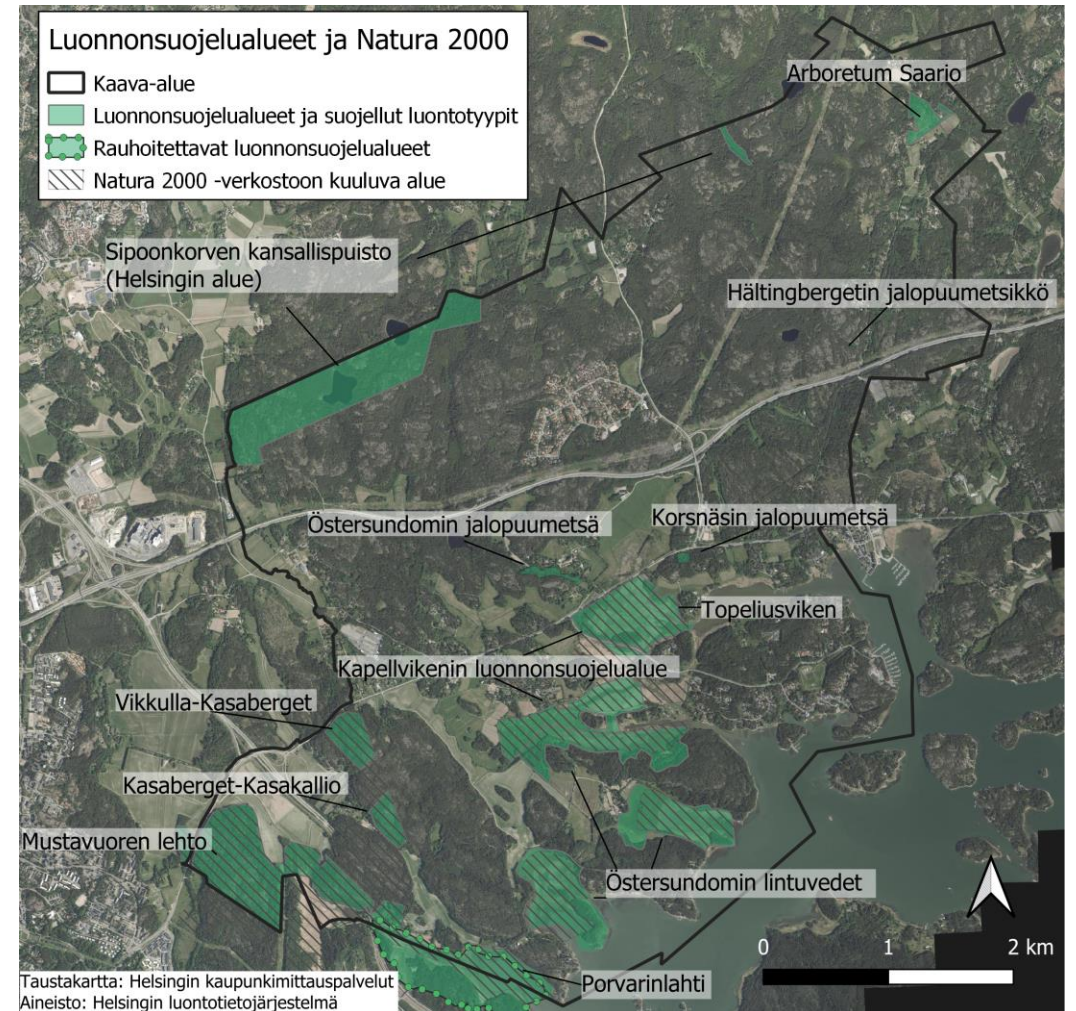 Luonnonsuojelualueet ja Natura 2000
Kaava-alue
Luonnonsuojelualueet ja suojellut luontotyypit
Rauhoitettavat luonnonsuojelualueet
Natura 2000 -verkostoon kuuluva alue
Arboretum Saario
Sipoonkorven kansallispuisto
(Helsingin alue)
Hältingbergetin jalopuumetsikkö
Östersundomin jalopuumetsä
Korsnäsin jalopuumetsä
Topeliusviken
Kapellvikenin luonnonsuojelualue
Vikkulla-Kasaberget
Kasaberget-Kasakallio
Mustavuoren lehto
Östersundomin lintuvedet
Porvarinlahti
0 1 2 km
Taustakartta: Helsingin kaupunkimittauspalvelut
Aineisto: Helsingin luontotietojärjestelmä